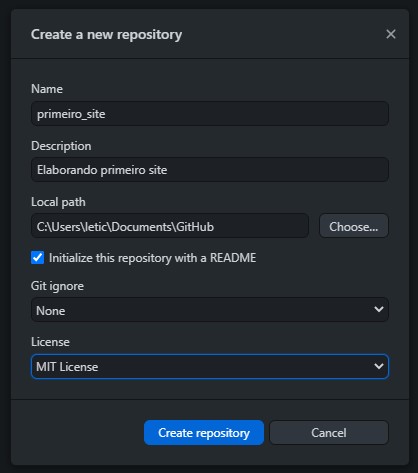 Create a new repository
Name
primeiro_site
Description
Elaborando primeiro site
Local path
C:\Users\letic\Documents\GitHub
Choose...
Initialize this repository with a README
Git ignore
None
License
MIT License
Create repository
Cancel